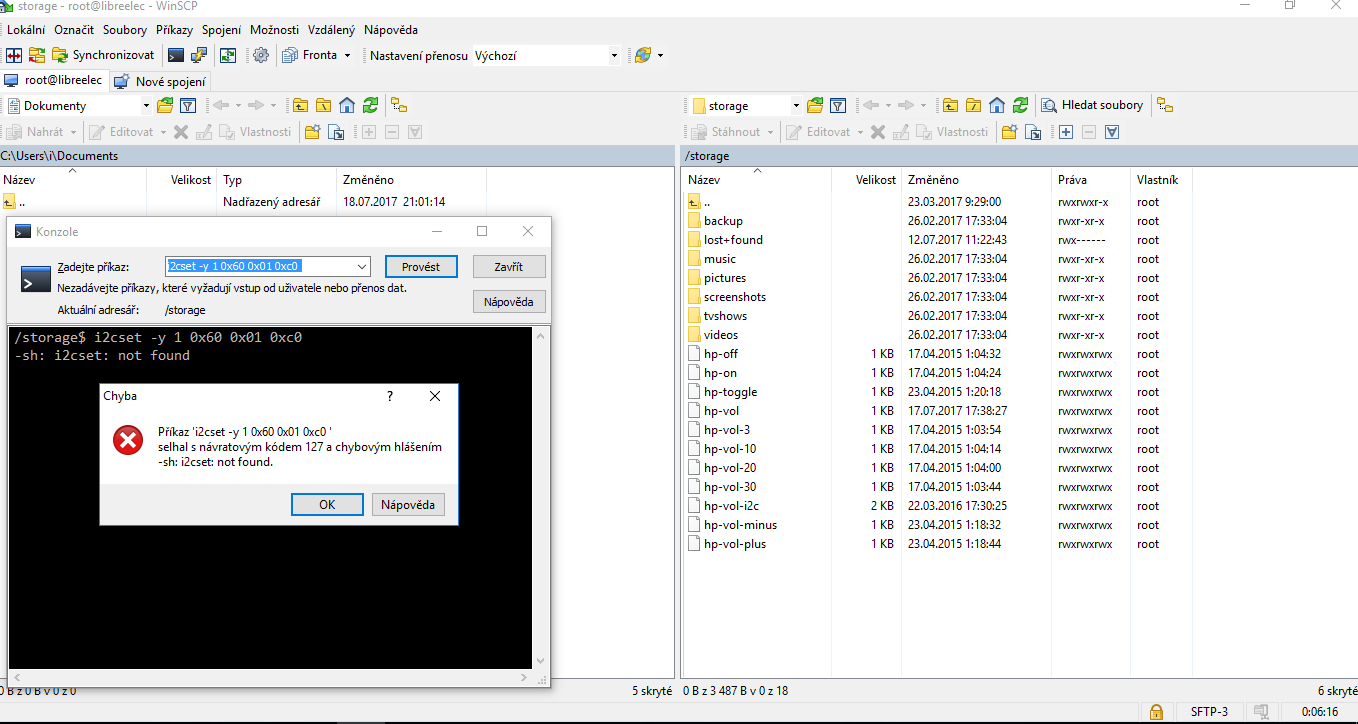 storage - root@libreelec - WinSCP
Lokální Označit Soubory Příkazy Spojení Možnosti Vzdálený Nápověda
Synchronizovat Fronta Nastavení přenosu Výchozí
root@libreelec Nové spojení
Dokumenty storage Hledat soubory
Nahrát Editovat Vlastnosti Stáhnout Editovat Vlastnosti
C:\Users\i\Documents /storage
Název Velikost Typ Změněno Název Velikost Změněno Práva Vlastník
.. Nadřazený adresář 18.07.2017 21:01:14 .. 23.03.2017 9:29:00 rwxrwxr-x root
backup 26.02.2017 17:33:04 rwxr-xr-x root
lost+found 12.07.2017 11:22:43 rwx------ root
music 26.02.2017 17:33:04 rwxr-xr-x root
pictures 26.02.2017 17:33:04 rwxr-xr-x root
screenshots 26.02.2017 17:33:04 rwxr-xr-x root
tvshows 26.02.2017 17:33:04 rwxr-xr-x root
videos 26.02.2017 17:33:04 rwxr-xr-x root
hp-off 1 KB 17.04.2015 1:04:32 rwxrwxrwx root
hp-on 1 KB 17.04.2015 1:04:24 rwxrwxrwx root
hp-toggle 1 KB 23.04.2015 1:20:18 rwxrwxrwx root
hp-vol 1 KB 17.07.2017 17:38:27 rwxrwxrwx root
hp-vol-3 1 KB 17.04.2015 1:03:54 rwxrwxrwx root
hp-vol-10 1 KB 17.04.2015 1:04:14 rwxrwxrwx root
hp-vol-20 1 KB 17.04.2015 1:04:00 rwxrwxrwx root
hp-vol-30 1 KB 17.04.2015 1:03:44 rwxrwxrwx root
hp-vol-i2c 2 KB 22.03.2016 17:30:25 rwxrwxrwx root
hp-vol-minus 1 KB 23.04.2015 1:18:32 rwxrwxrwx root
hp-vol-plus 1 KB 23.04.2015 1:18:44 rwxrwxrwx root
Konzole
Zadejte příkaz: i2cset -y 1 0x60 0x01 0xc0 Provést Zavřít
Nezadávejte příkazy, které vyžadují vstup od uživatele nebo přenos dat.
Nápověda
Aktuální adresář: /storage
/storage$ i2cset -y 1 0x60 0x01 0xc0
-sh: i2cset: not found
Chyba ?
Příkaz 'i2cset -y 1 0x60 0x01 0xc0 '
selhal s návratovým kódem 127 a chybovým hlášením
-sh: i2cset: not found.
OK Nápověda
0 B z 0 B v 0 z 0 5 skryté 0 B z 3 487 B v 0 z 18 6 skryté
SFTP-3 0:06:16